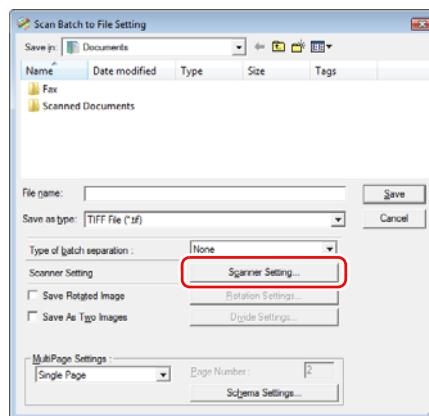 Scan Batch to File Setting
Save in: Documents
Name Date modified Type Size Tags
Fax
Scanned Documents
File name: Save
Save as type: TIFF File (*.tif) Cancel
Type of batch separation : None
Scanner Setting Scanner Setting...
Save Rotated Image Rotation Settings...
Save As Two Images Divide Settings...
MultiPage Settings :
Single Page Page Number : 2
Schema Settings...